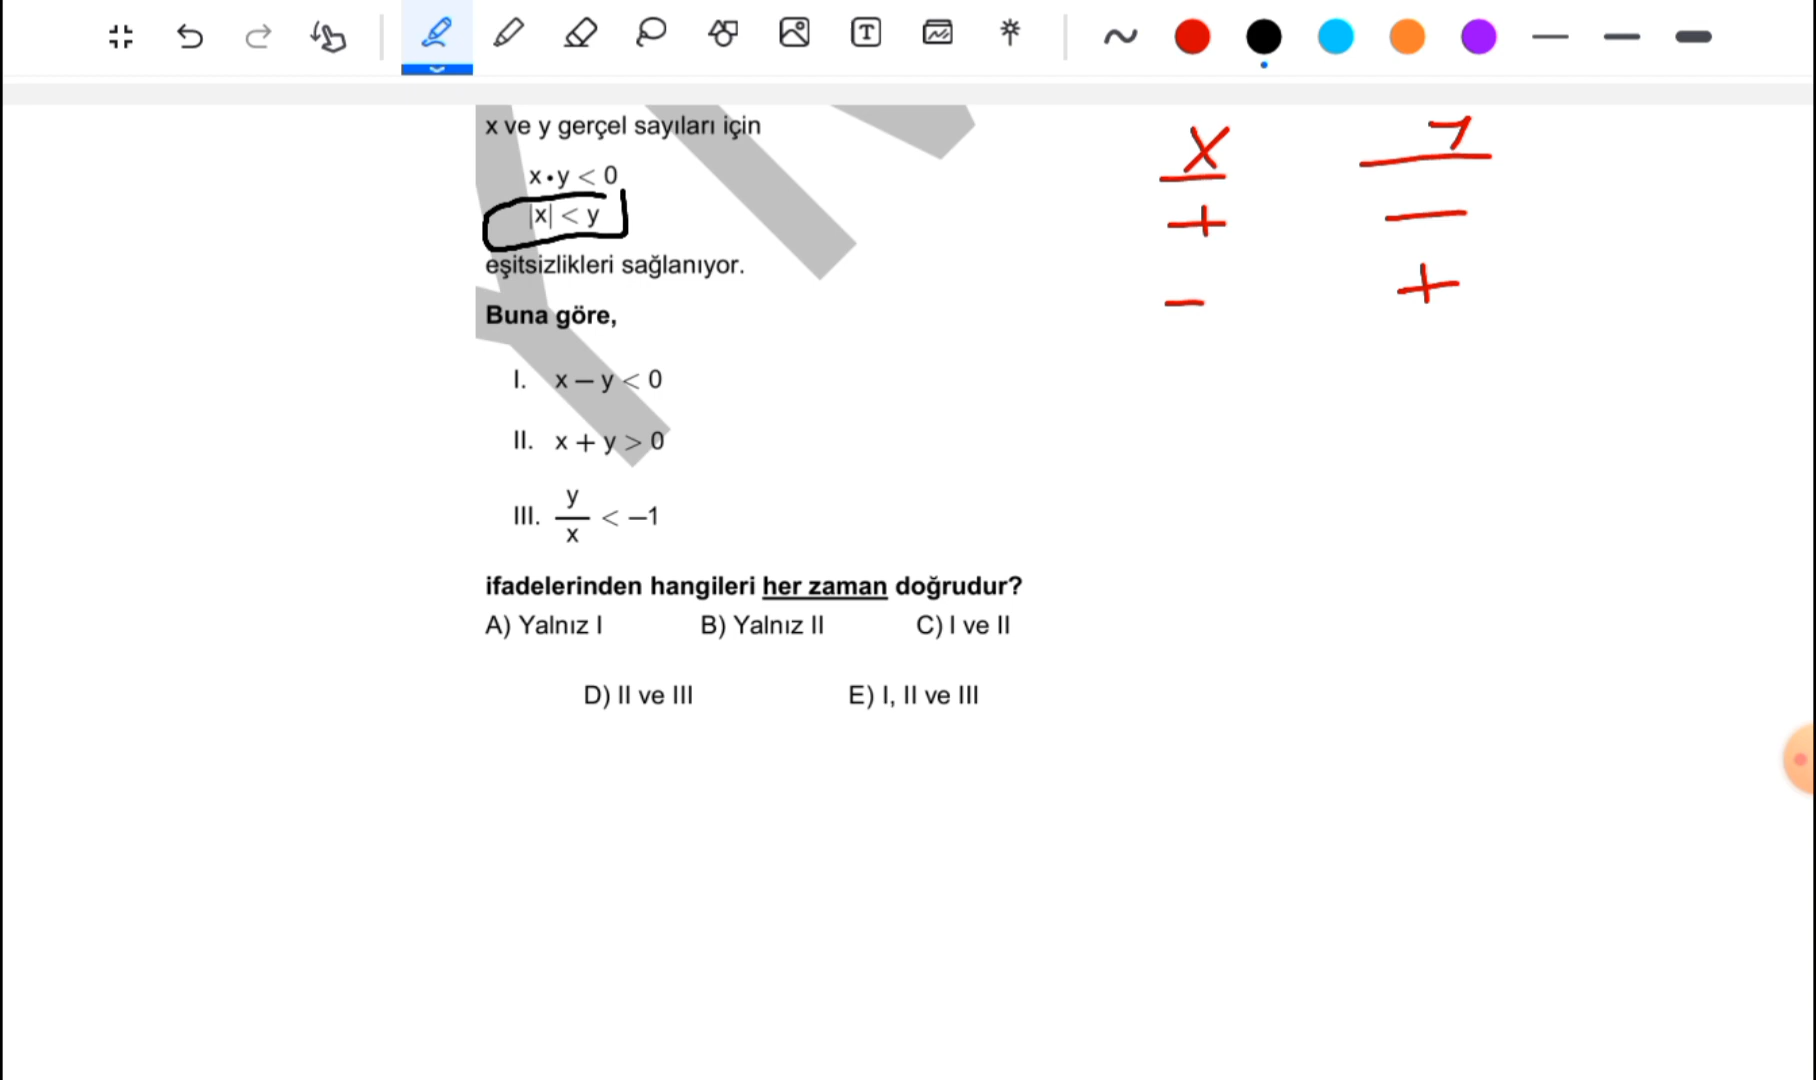 x ve y gerçel sayıları için
x•y < 0
|x| < y
eşitsizlikleri sağlanıyor.
Buna göre,
I. x – y < 0
II. x + y > 0
III. y/x < –1
ifadelerinden hangileri her zaman doğrudur?
A) Yalnız I B) Yalnız II C) I ve II
D) II ve III E) I, II ve III
x y
+ –
– +